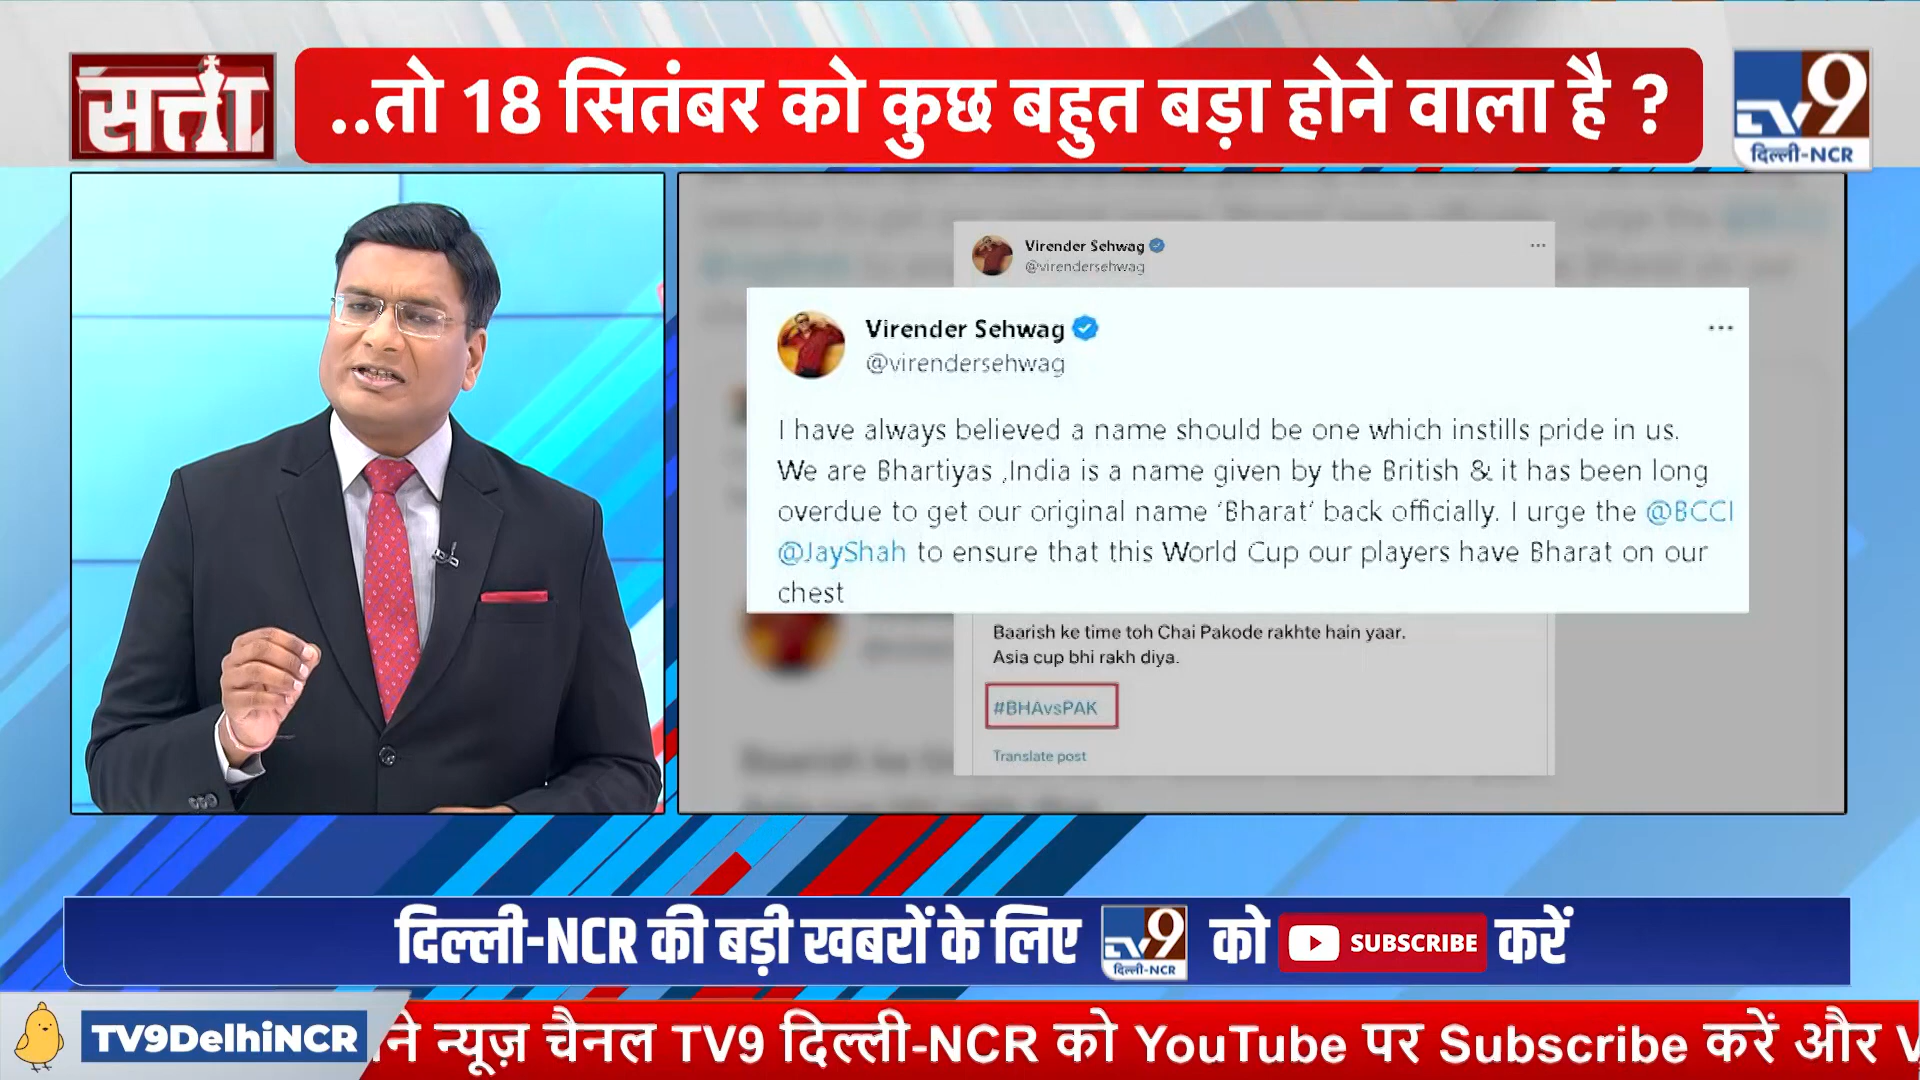 सत्ता
..तो 18 सितंबर को कुछ बहुत बड़ा होने वाला है ?
TV9
दिल्ली-NCR
Virender Sehwag
@virendersehwag
Virender Sehwag
@virendersehwag
I have always believed a name should be one which instills pride in us.
We are Bhartiyas ,India is a name given by the British & it has been long
overdue to get our original name ‘Bharat’ back officially. I urge the @BCCI
@JayShah to ensure that this World Cup our players have Bharat on our
chest
Baarish ke time toh Chai Pakode rakhte hain yaar.
Asia cup bhi rakh diya.
#BHAvsPAK
Translate post
दिल्ली-NCR की बड़ी खबरों के लिए TV9 दिल्ली-NCR को SUBSCRIBE करें
TV9DelhiNCR
ने न्यूज़ चैनल TV9 दिल्ली-NCR को YouTube पर Subscribe करें और V